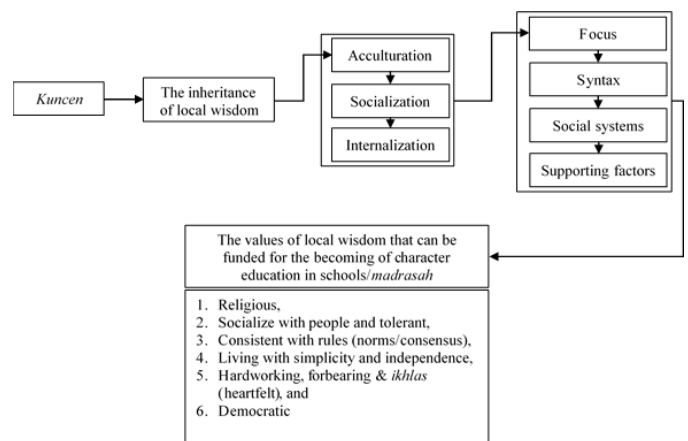 Kuncen
The inheritance
of local wisdom
Acculturation
Socialization
Internalization
Focus
Syntax
Social systems
Supporting factors
The values of local wisdom that can be
funded for the becoming of character
education in schools/madrasah
1. Religious,
2. Socialize with people and tolerant,
3. Consistent with rules (norms/consensus),
4. Living with simplicity and independence,
5. Hardworking, forbearing & ikhlas
(heartfelt), and
6. Democratic